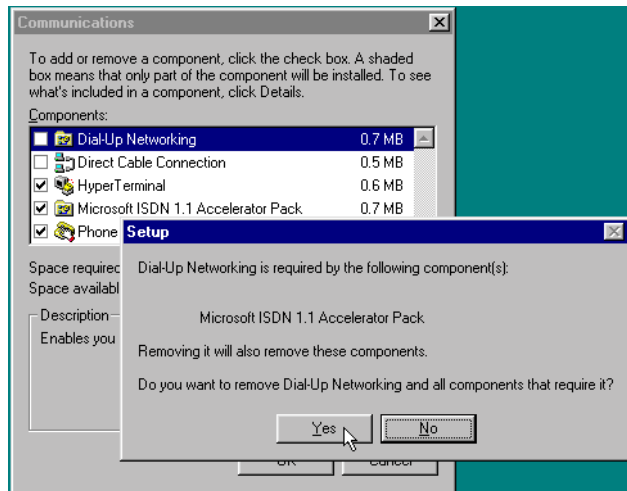 Communications
To add or remove a component, click the check box. A shaded
box means that only part of the component will be installed. To see
what's included in a component, click Details.
Components:
Dial-Up Networking 0.7 MB
Direct Cable Connection 0.5 MB
HyperTerminal 0.6 MB
Microsoft ISDN 1.1 Accelerator Pack 0.7 MB
Phone
Setup
Space required
Dial-Up Networking is required by the following component(s):
Space availabl
Microsoft ISDN 1.1 Accelerator Pack
Description
Enables you
Removing it will also remove these components.
Do you want to remove Dial-Up Networking and all components that require it?
Yes No
OK Cancel